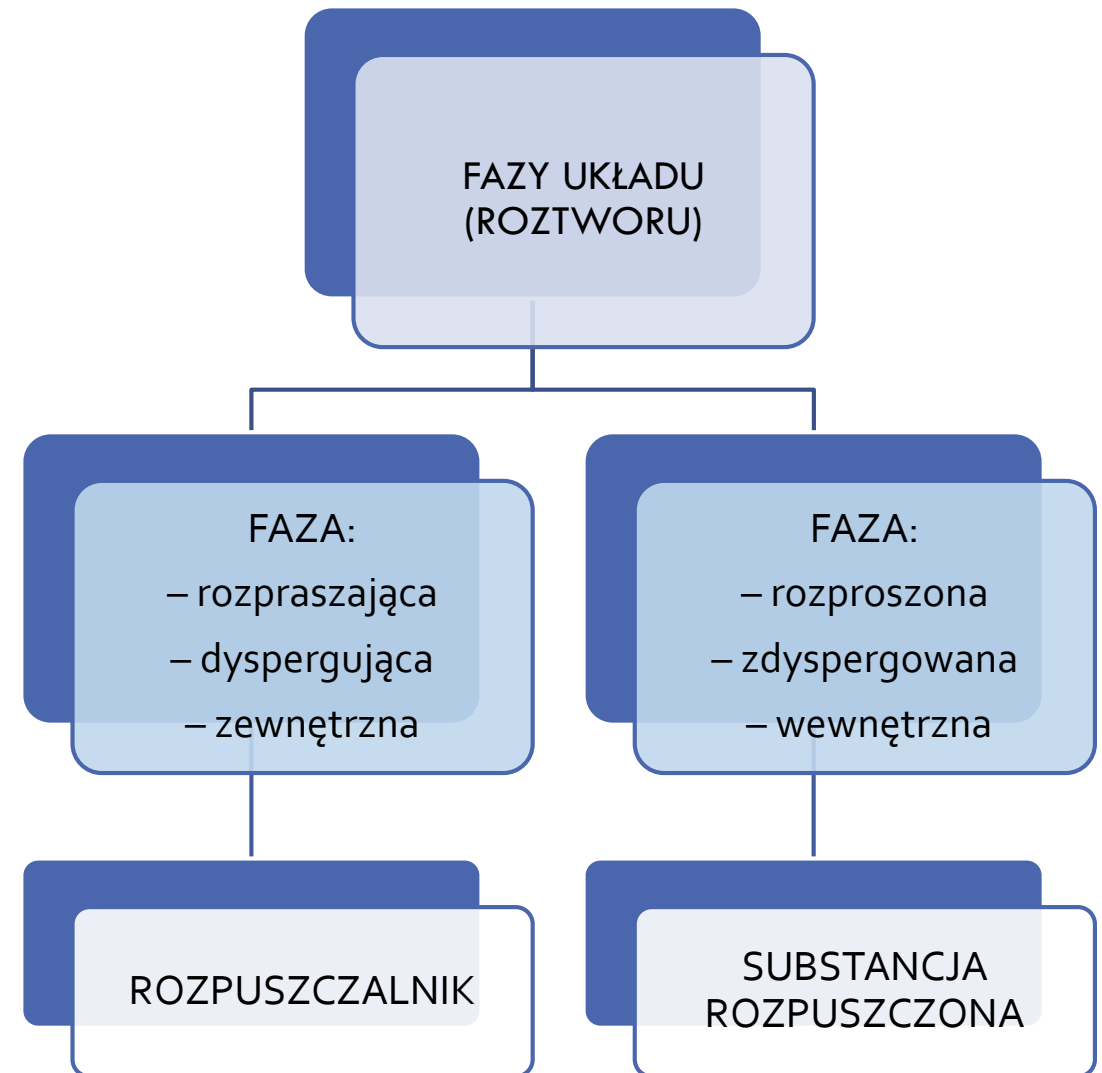 FAZY UKŁADU
(ROZTWORU)
FAZA:
– rozpraszająca
– dyspergująca
– zewnętrzna
FAZA:
– rozproszona
– zdyspergowana
– wewnętrzna
ROZPUSZCZALNIK
SUBSTANCJA
ROZPUSZCZONA